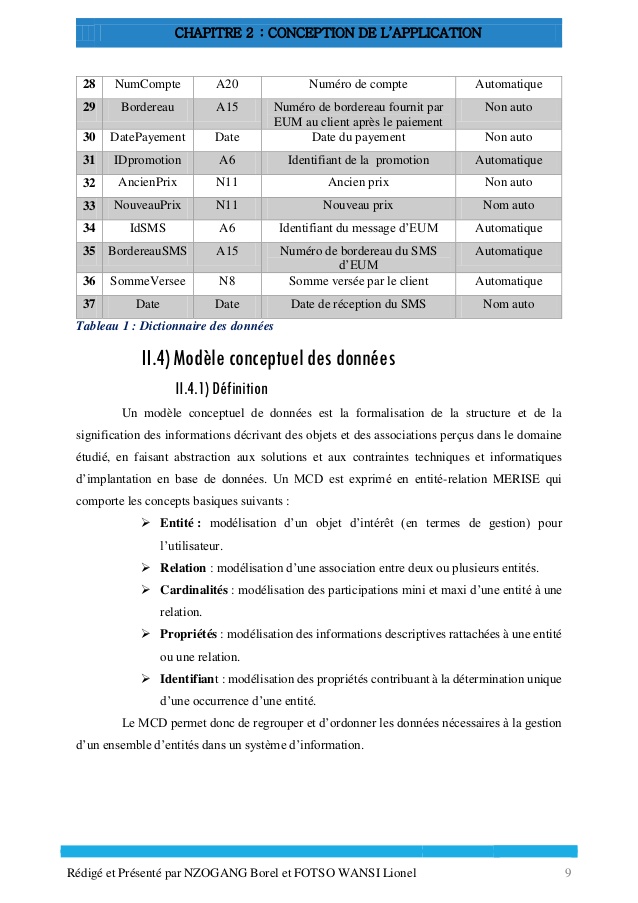 CHAPITRE 2 : CONCEPTION DE L'APPLICATION
28 NumCompte A20 Numéro de compte Automatique
29 Bordereau A15 Numéro de bordereau fournit par Non auto
EUM au client après le paiement
30 DatePayement Date Date du payement Non auto
31 IDpromotion A6 Identifiant de la promotion Automatique
32 AncienPrix N11 Ancien prix Non auto
33 NouveauPrix N11 Nouveau prix Nom auto
34 IdSMS A6 Identifiant du message d'EUM Automatique
35 BordereauSMS A15 Numéro de bordereau du SMS Automatique
d'EUM
36 SommeVersee N8 Somme versée par le client Automatique
37 Date Date Date de réception du SMS Nom auto
Tableau 1 : Dictionnaire des données
II.4) Modèle conceptuel des données
II.4.1) Définition
Un modèle conceptuel de données est la formalisation de la structure et de la
signification des informations décrivant des objets et des associations perçus dans le domaine
étudié, en faisant abstraction aux solutions et aux contraintes techniques et informatiques
d'implantation en base de données. Un MCD est exprimé en entité-relation MERISE qui
comporte les concepts basiques suivants :
➢ Entité : modélisation d'un objet d'intérêt (en termes de gestion) pour
l'utilisateur.
➢ Relation : modélisation d'une association entre deux ou plusieurs entités.
➢ Cardinalités : modélisation des participations mini et maxi d'une entité à une
relation.
➢ Propriétés : modélisation des informations descriptives rattachées à une entité
ou une relation.
➢ Identifiant : modélisation des propriétés contribuant à la détermination unique
d'une occurrence d'une entité.
Le MCD permet donc de regrouper et d'ordonner les données nécessaires à la gestion
d'un ensemble d'entités dans un système d'information.
Rédigé et Présenté par NZOGANG Borel et FOTSO WANSI Lionel 9